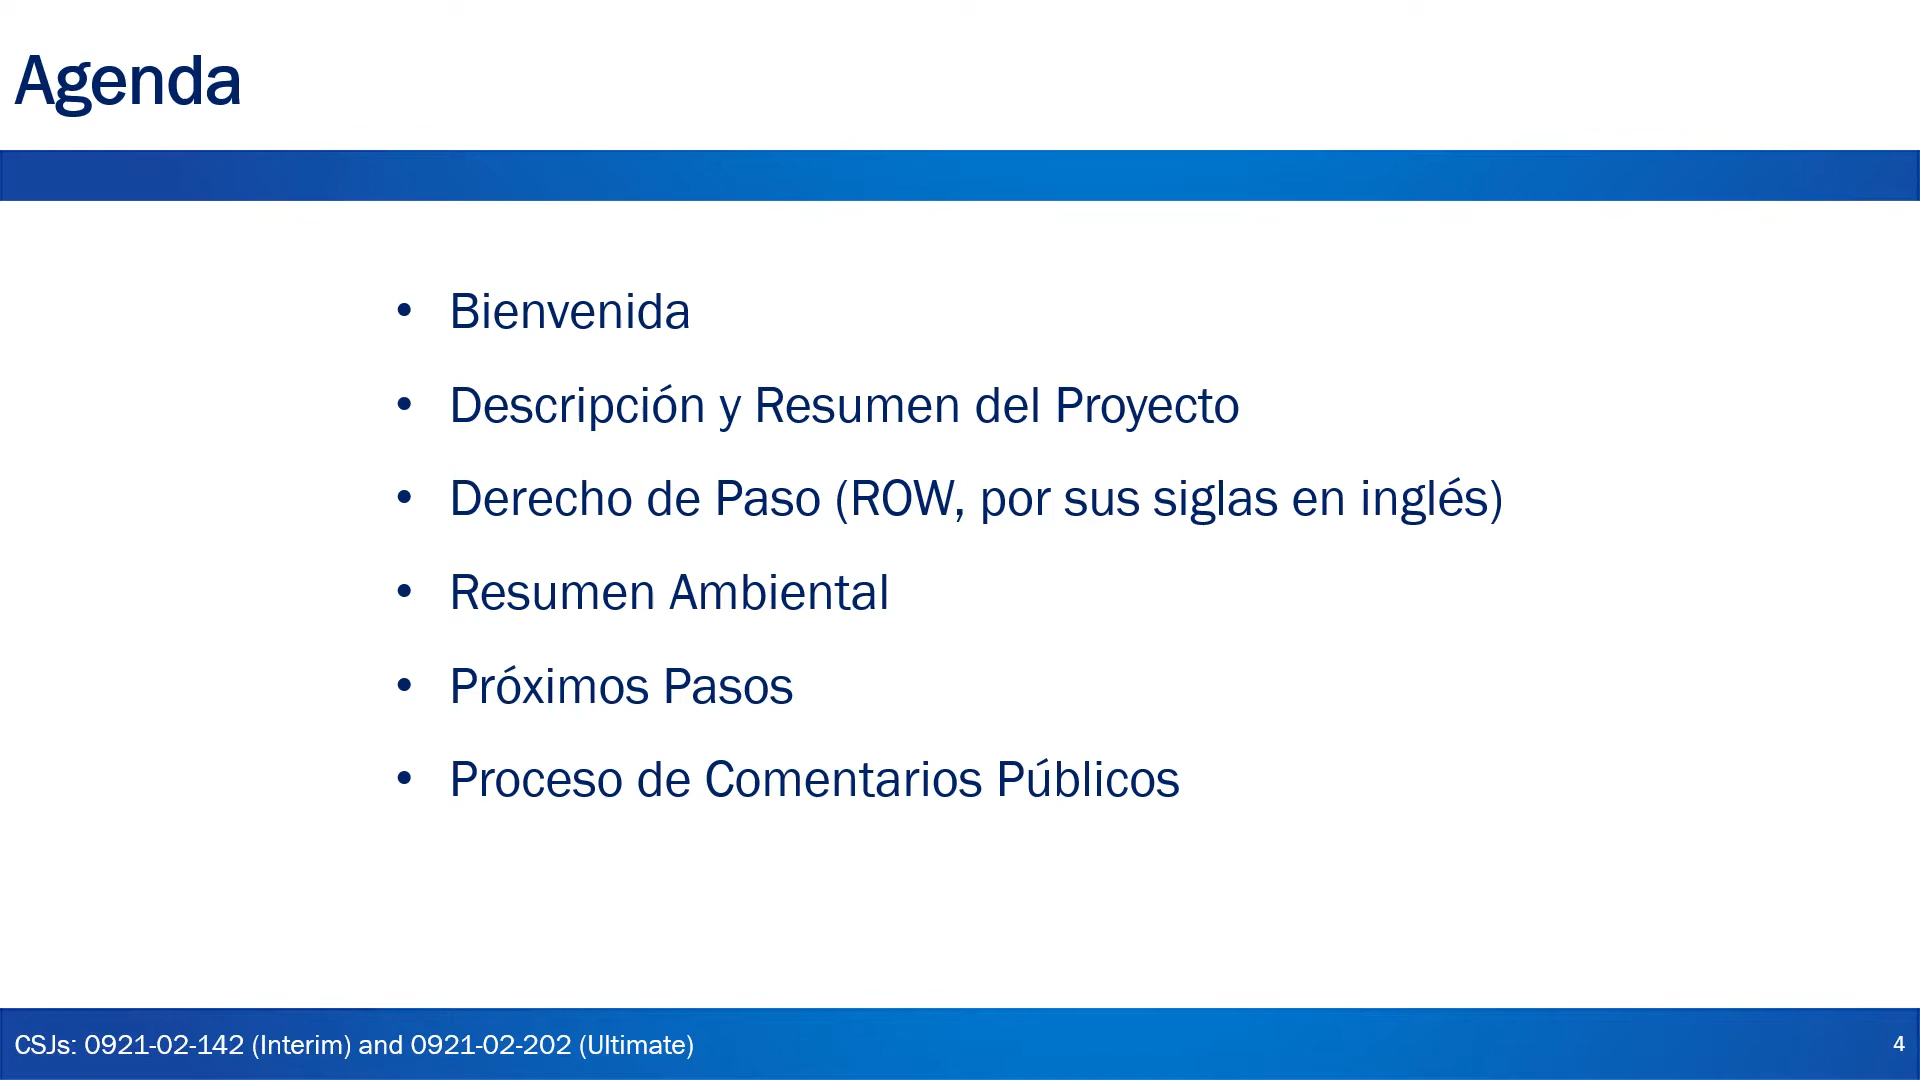 Agenda
• Bienvenida
• Descripción y Resumen del Proyecto
• Derecho de Paso (ROW, por sus siglas en inglés)
• Resumen Ambiental
• Próximos Pasos
• Proceso de Comentarios Públicos
CSJs: 0921-02-142 (Interim) and 0921-02-202 (Ultimate)
4